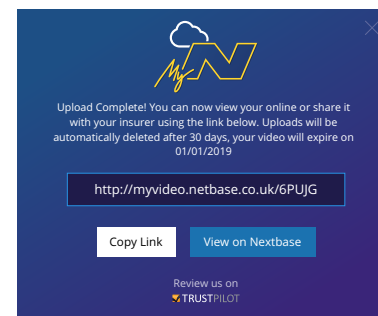 My N
Upload Complete! You can now view your online or share it
with your insurer using the link below. Uploads will be
automatically deleted after 30 days, your video will expire on
01/01/2019
http://myvideo.netbase.co.uk/6PUJG
Copy Link View on Nextbase
Review us on
TRUSTPILOT